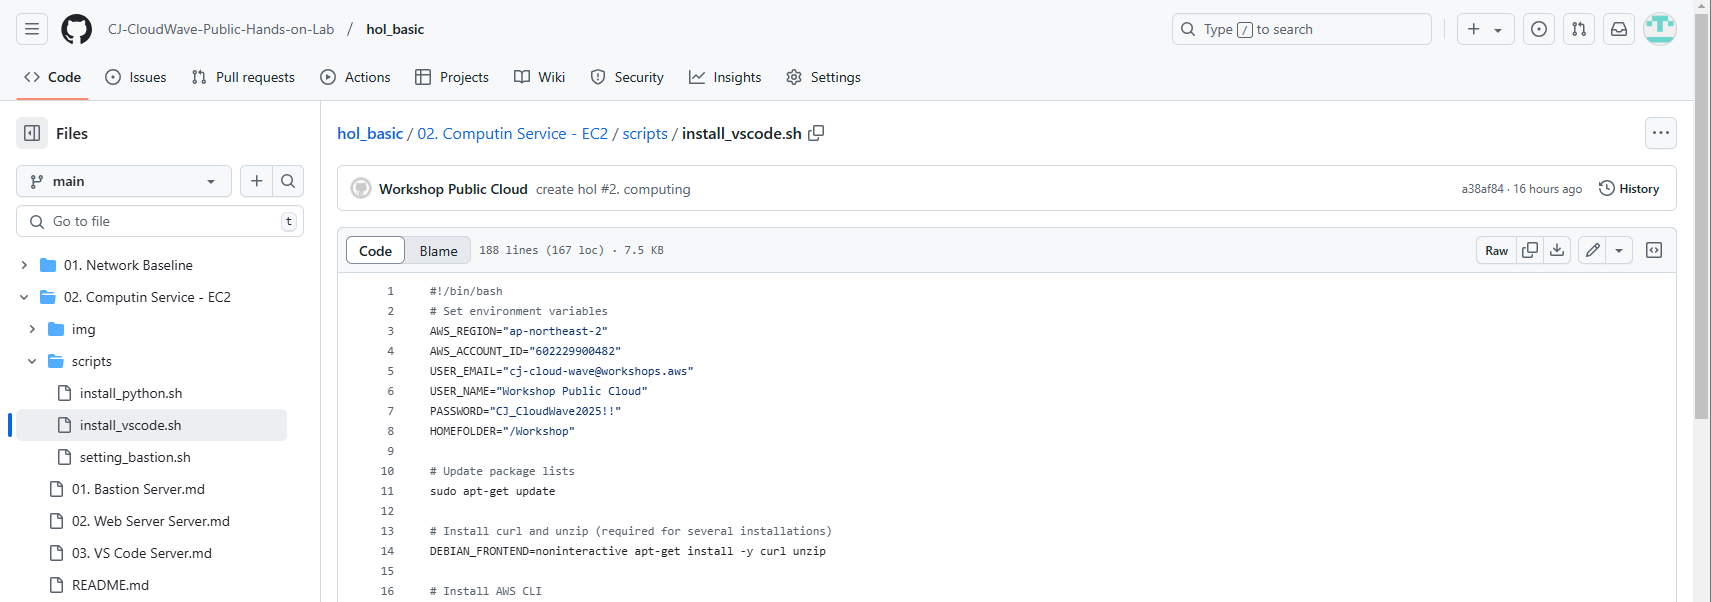 CJ-CloudWave-Public-Hands-on-Lab / hol_basic
Type / to search
Code Issues Pull requests Actions Projects Wiki Security Insights Settings
Files
main
Go to file t
01. Network Baseline
02. Computin Service - EC2
img
scripts
install_python.sh
install_vscode.sh
setting_bastion.sh
01. Bastion Server.md
02. Web Server Server.md
03. VS Code Server.md
README.md
hol_basic / 02. Computin Service - EC2 / scripts / install_vscode.sh
Workshop Public Cloud create hol #2. computing a38af84 · 16 hours ago History
Code Blame 188 lines (167 loc) · 7.5 KB Raw
1 #!/bin/bash
2 # Set environment variables
3 AWS_REGION="ap-northeast-2"
4 AWS_ACCOUNT_ID="602229900482"
5 USER_EMAIL="cj-cloud-wave@workshops.aws"
6 USER_NAME="Workshop Public Cloud"
7 PASSWORD="CJ_CloudWave2025!!"
8 HOMEFOLDER="/Workshop"
9
10 # Update package lists
11 sudo apt-get update
12
13 # Install curl and unzip (required for several installations)
14 DEBIAN_FRONTEND=noninteractive apt-get install -y curl unzip
15
16 # Install AWS CLI